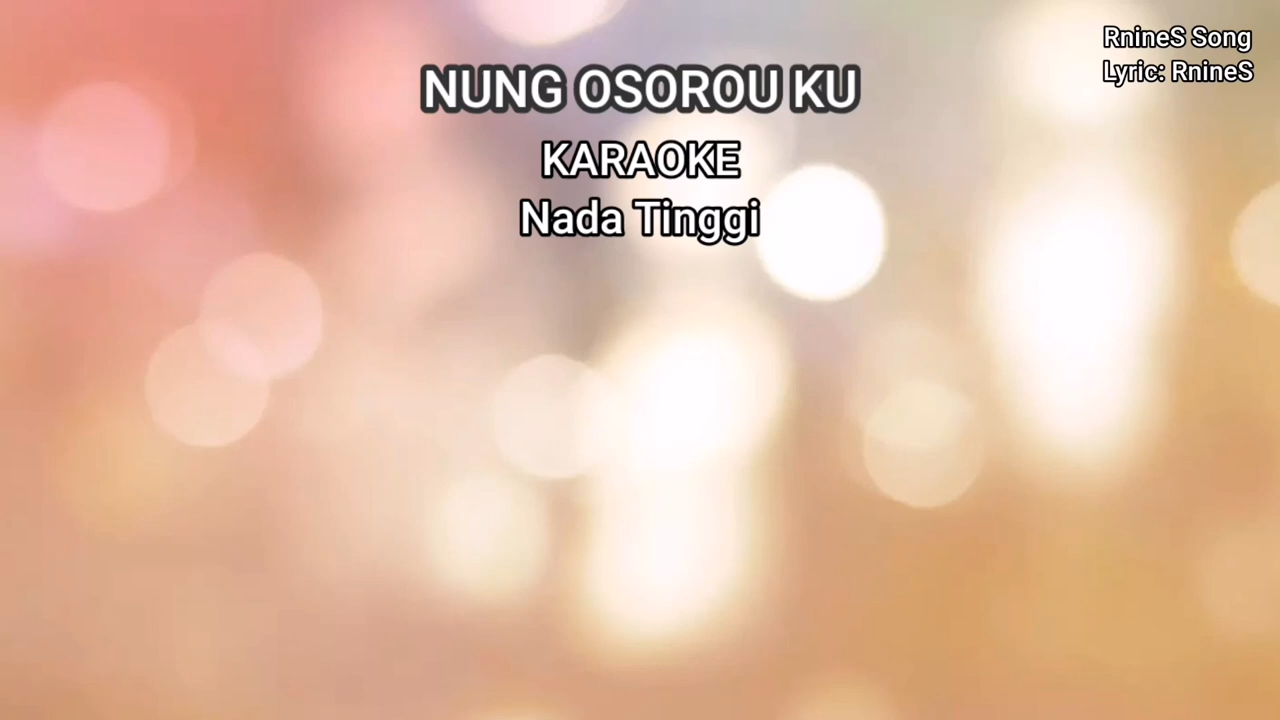 NUNG OSOROU KU
KARAOKE
Nada Tinggi
RnineS Song
Lyric: RnineS